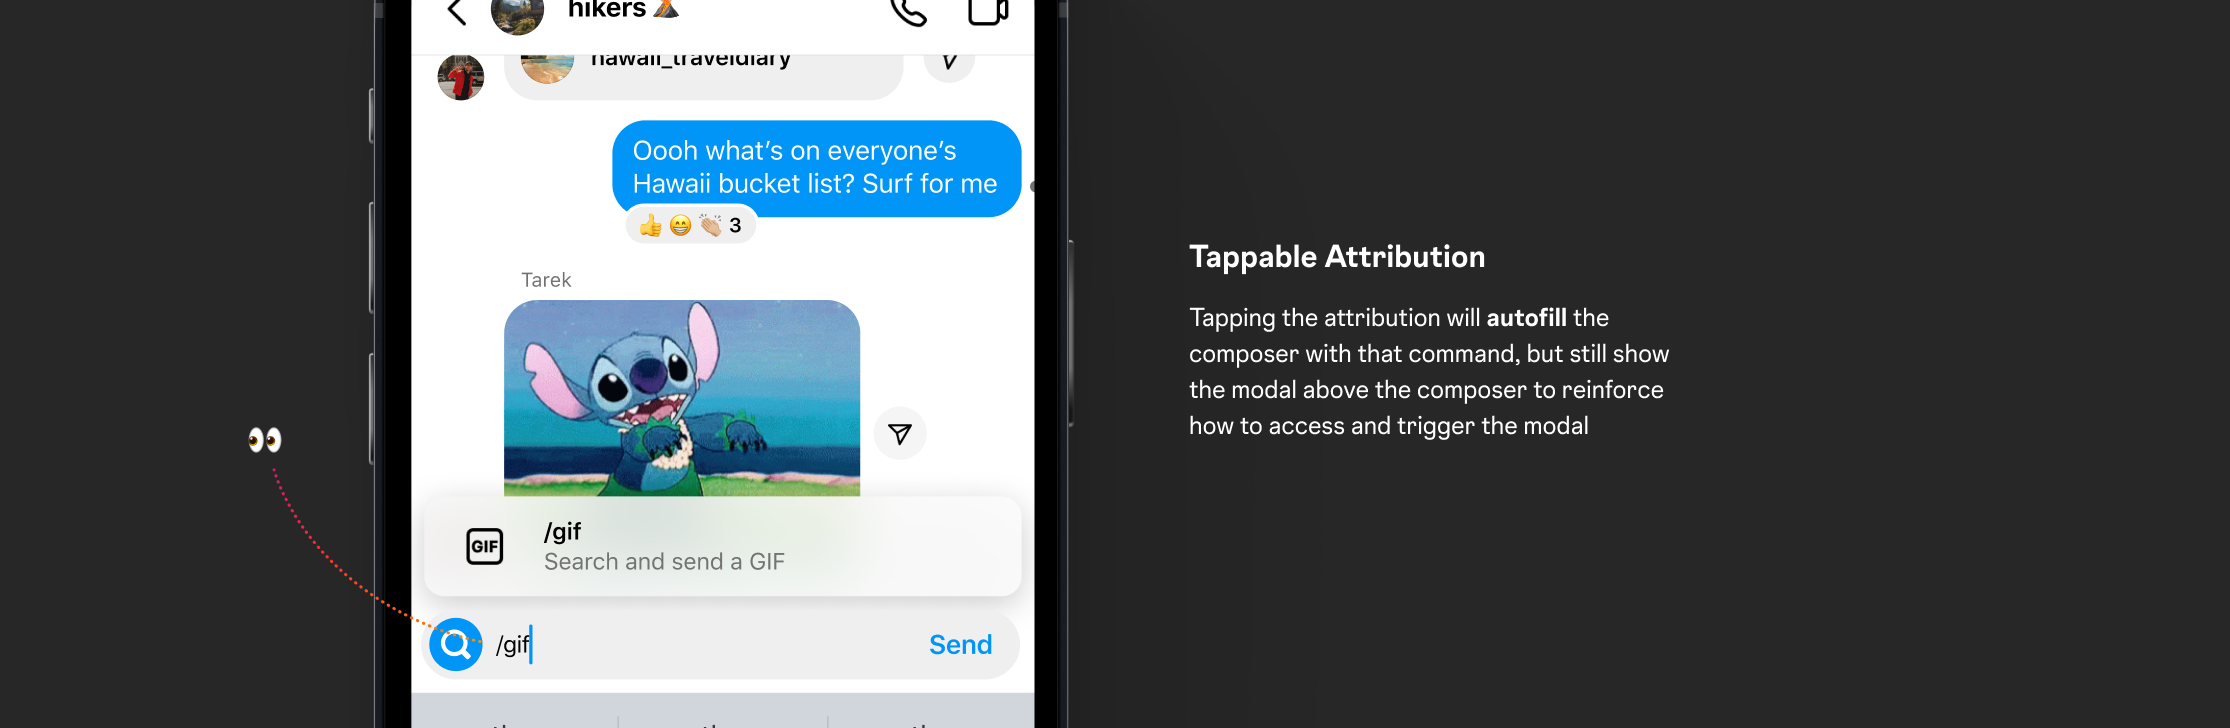 hikers 🌋
hawaii_traveldiary
Oooh what’s on everyone’s
Hawaii bucket list? Surf for me
👍😁👏🏼 3
Tarek
GIF
/gif
Search and send a GIF
/gif
Send
Tappable Attribution
Tapping the attribution will autofill the
composer with that command, but still show
the modal above the composer to reinforce
how to access and trigger the modal